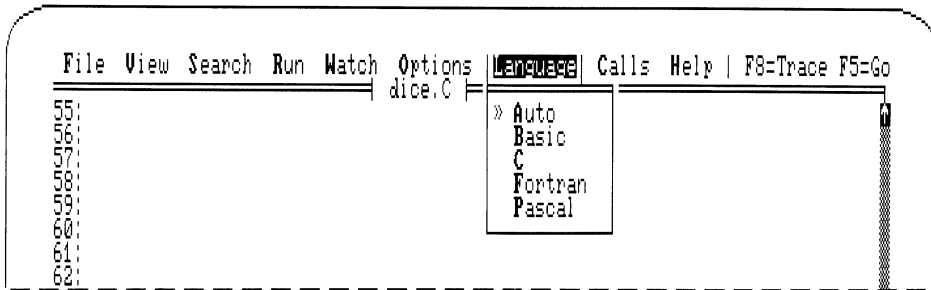 File View Search Run Watch Options Language Calls Help | F8=Trace F5=Go
dice.C
55
» Auto
56
Basic
57
C
58
Fortran
59
Pascal
60
61
62